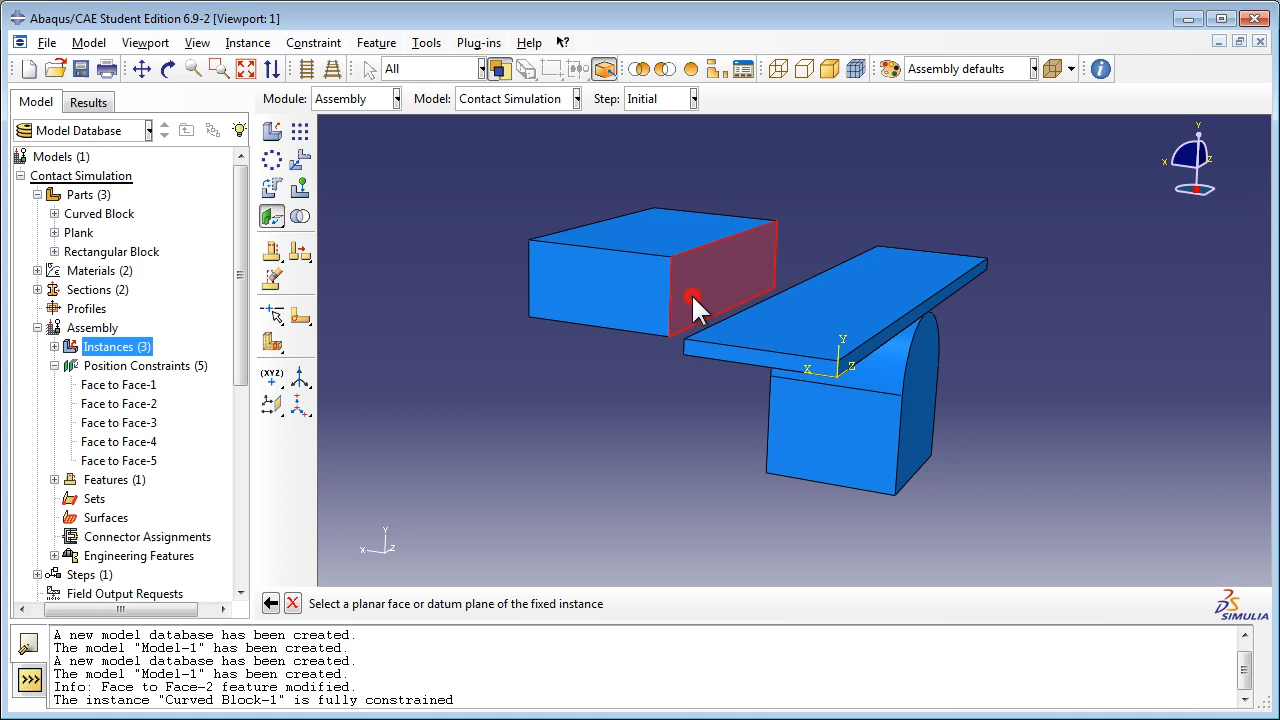 Abaqus/CAE Student Edition 6.9-2 [Viewport: 1]
File Model Viewport View Instance Constraint Feature Tools Plug-ins Help
All Assembly defaults
Model Results Module: Assembly Model: Contact Simulation Step: Initial
Model Database
Models (1)
Contact Simulation
Parts (3)
Curved Block
Plank
Rectangular Block
Materials (2)
Sections (2)
Profiles
Assembly
Instances (3)
Position Constraints (5)
Face to Face-1
Face to Face-2
Face to Face-3
Face to Face-4
Face to Face-5
Features (1)
Sets
Surfaces
Connector Assignments
Engineering Features
Steps (1)
Field Output Requests
(XYZ)
Y
X
Z
Y
X
Z
Y
X
Z
Select a planar face or datum plane of the fixed instance
SIMULIA
A new model database has been created.
The model "Model-1" has been created.
A new model database has been created.
The model "Model-1" has been created.
Info: Face to Face-2 feature modified.
The instance "Curved Block-1" is fully constrained
>>>